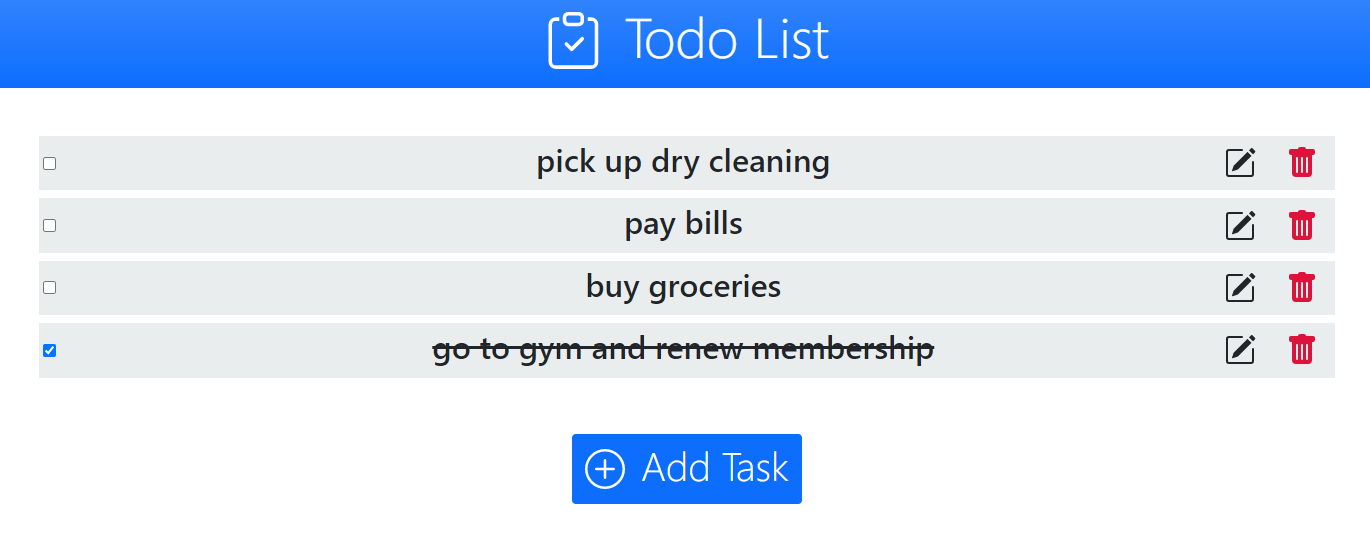 Todo List
pick up dry cleaning
pay bills
buy groceries
go to gym and renew membership
Add Task